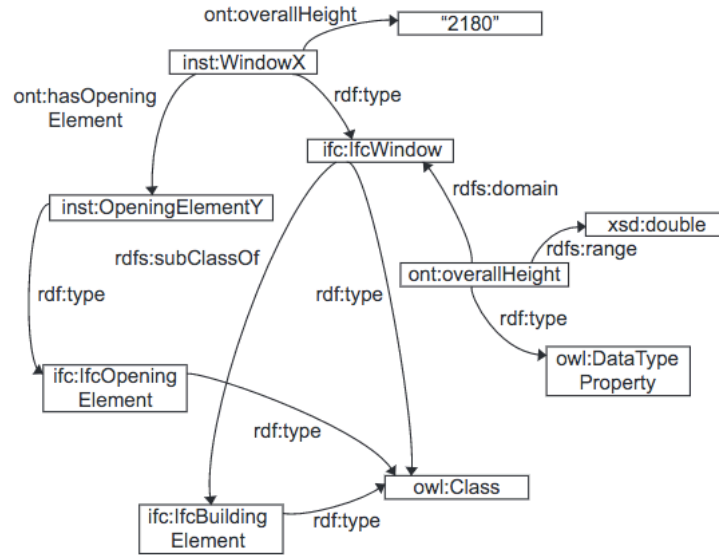 ont:overallHeight
"2180"
inst:WindowX
ont:hasOpening
Element
rdf:type
ifc:IfcWindow
rdfs:domain
inst:OpeningElementY
xsd:double
rdfs:subClassOf
rdfs:range
rdf:type
rdf:type
ont:overallHeight
rdf:type
owl:DataType
Property
ifc:IfcOpening
Element
rdf:type
owl:Class
ifc:IfcBuilding
Element
rdf:type